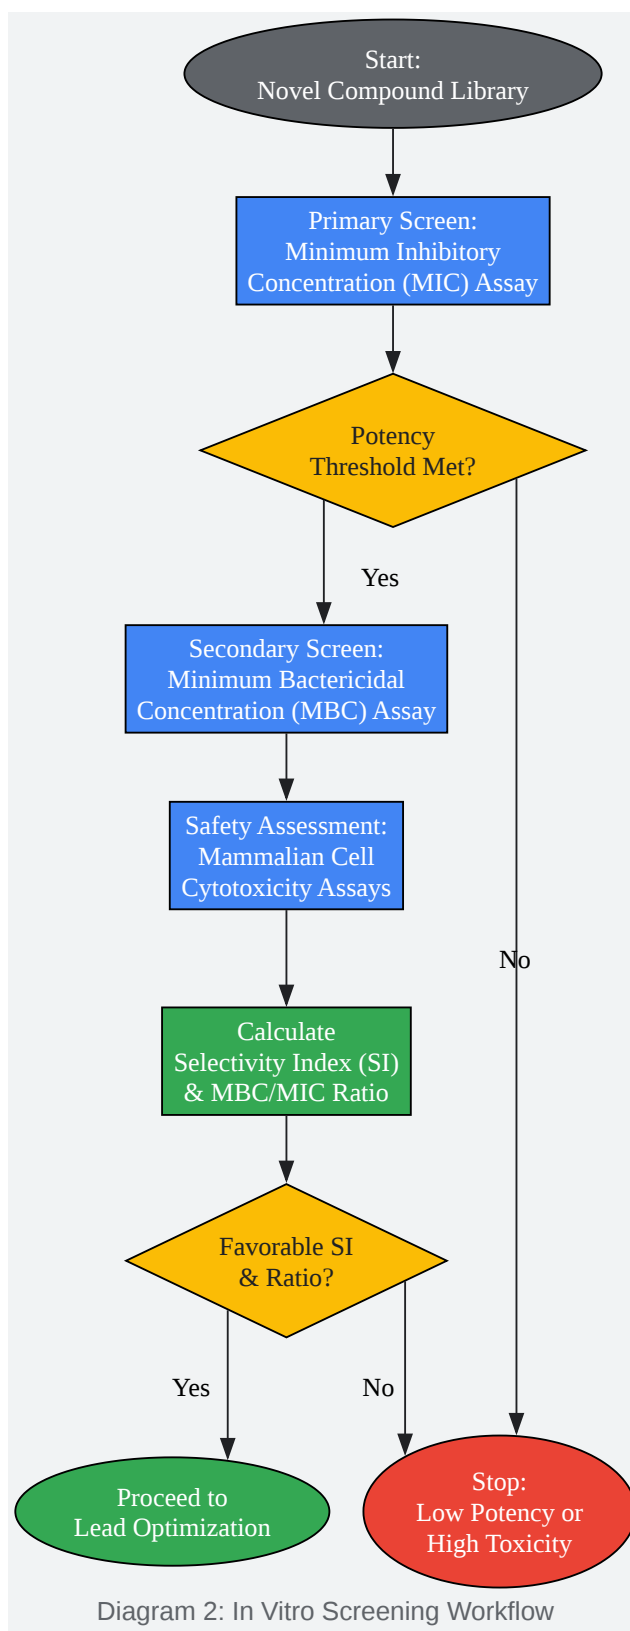 Start:
Novel Compound Library
Primary Screen:
Minimum Inhibitory
Concentration (MIC) Assay
Potency
Threshold Met?
Yes
Secondary Screen:
Minimum Bactericidal
Concentration (MBC) Assay
Safety Assessment:
Mammalian Cell
Cytotoxicity Assays
No
Calculate
Selectivity Index (SI)
& MBC/MIC Ratio
Favorable SI
& Ratio?
Yes
No
Proceed to
Lead Optimization
Stop:
Low Potency or
High Toxicity
Diagram 2: In Vitro Screening Workflow